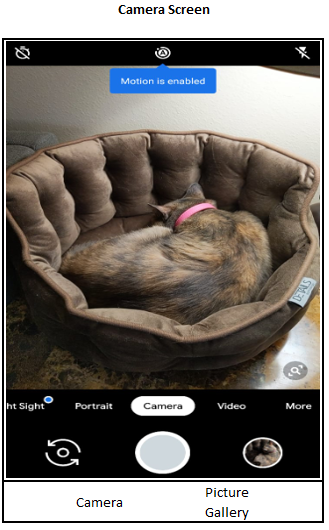 Camera Screen
Motion is enabled
ht Sight Portrait Camera Video More
Camera
Picture
Gallery